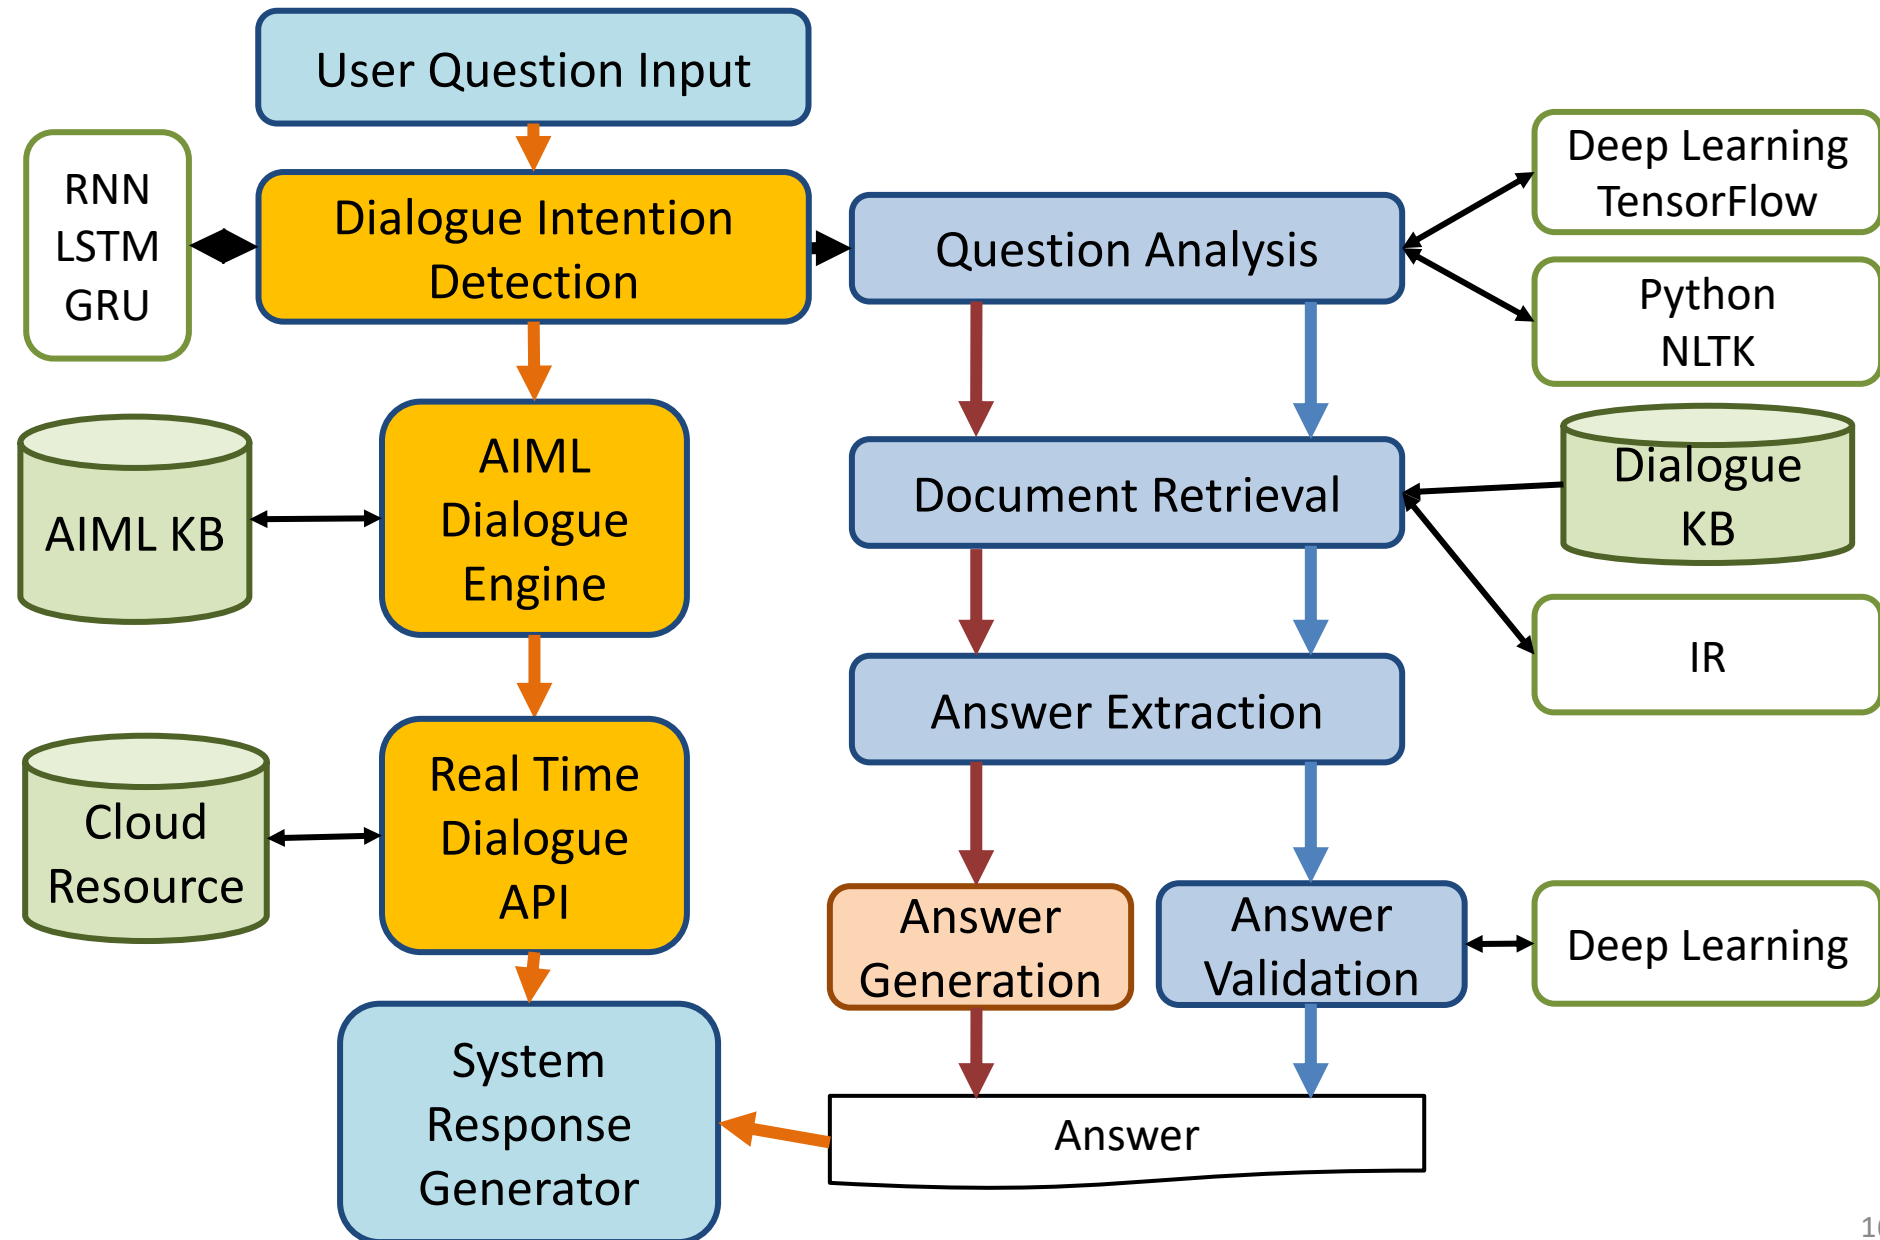 User Question Input
RNN
LSTM
GRU
Dialogue Intention
Detection
Question Analysis
Deep Learning
TensorFlow
Python
NLTK
AIML KB
AIML
Dialogue
Engine
Document Retrieval
Dialogue
KB
IR
Answer Extraction
Cloud
Resource
Real Time
Dialogue
API
Answer
Generation
Answer
Validation
Deep Learning
System
Response
Generator
Answer